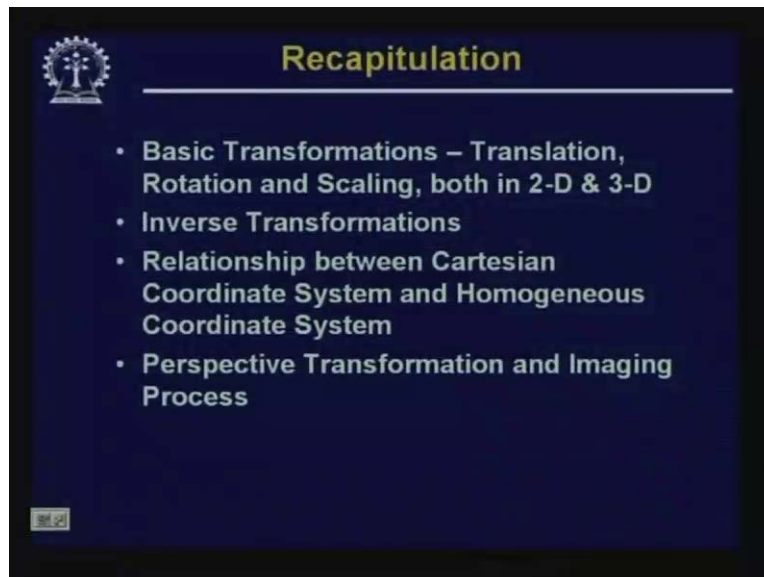 Recapitulation
• Basic Transformations – Translation,
Rotation and Scaling, both in 2-D & 3-D
• Inverse Transformations
• Relationship between Cartesian
Coordinate System and Homogeneous
Coordinate System
• Perspective Transformation and Imaging
Process